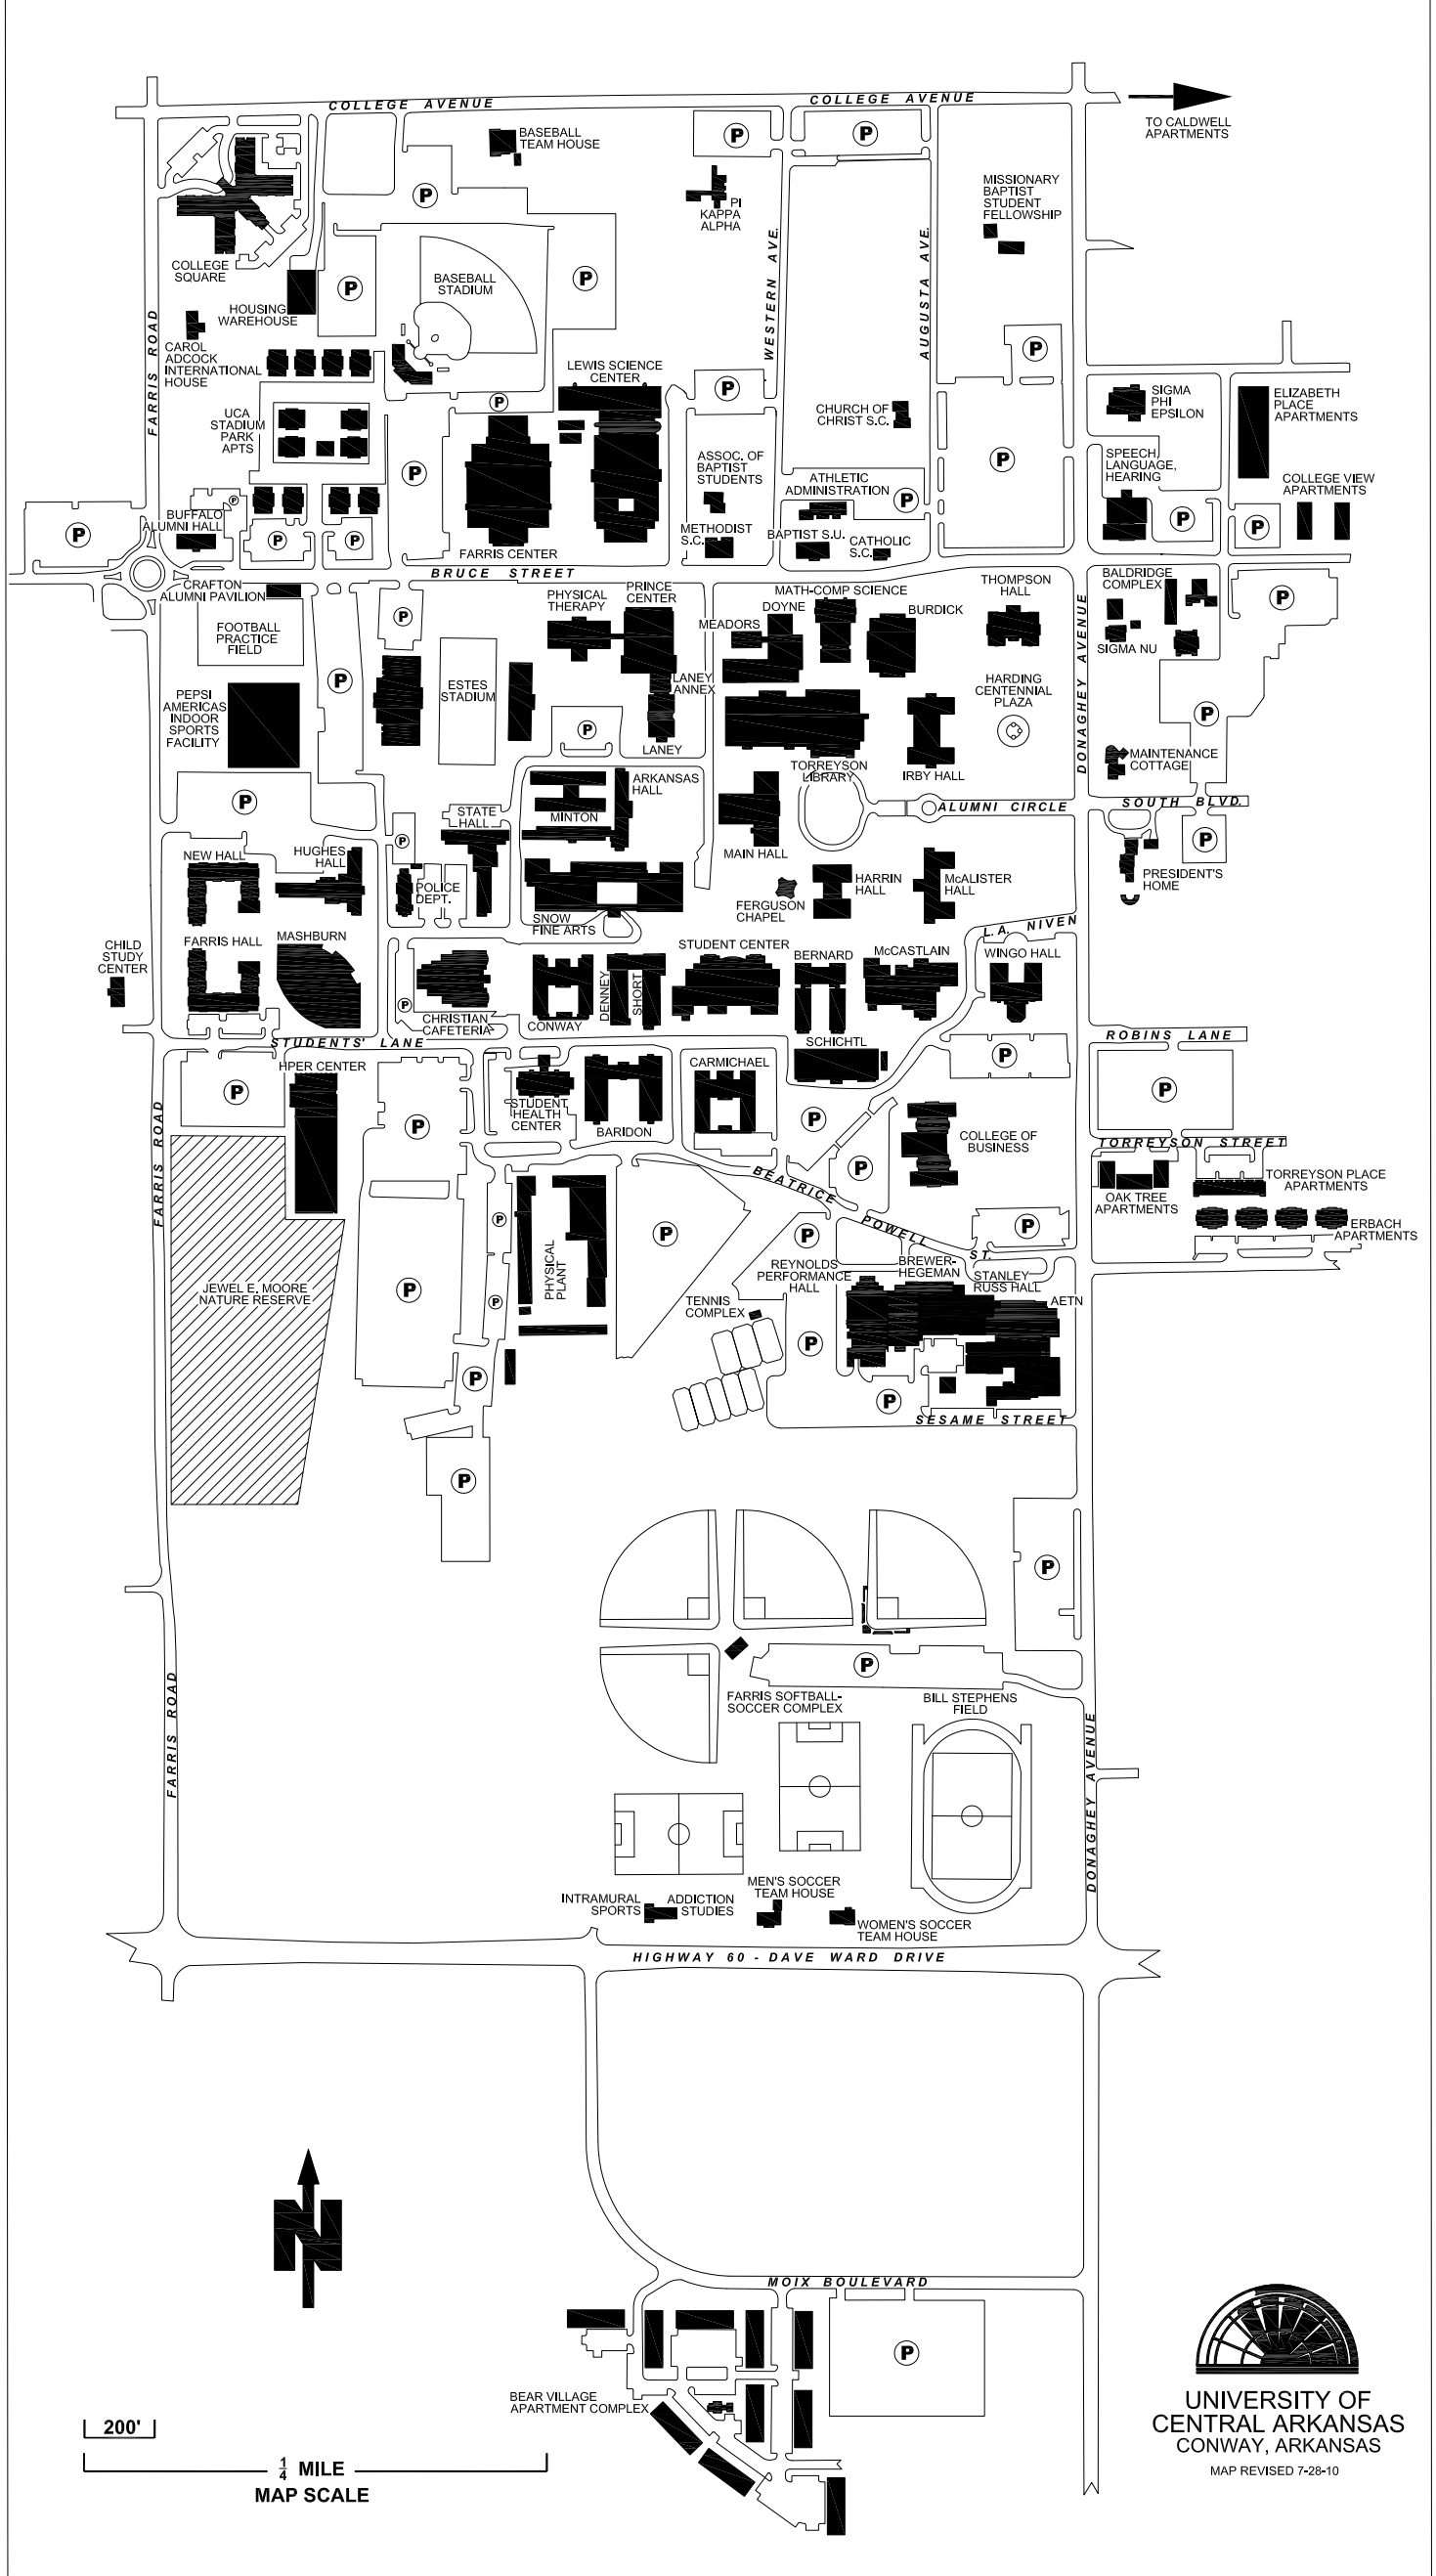 COLLEGE AVENUE
COLLEGE AVENUE
TO CALDWELL
APARTMENTS
BASEBALL
TEAM HOUSE
P
P
P
PI
KAPPA
ALPHA
MISSIONARY
BAPTIST
STUDENT
FELLOWSHIP
COLLEGE
SQUARE
HOUSING
WAREHOUSE
P
BASEBALL
STADIUM
P
WESTERN AVE.
AUGUSTA AVE.
FARRIS ROAD
CAROL
ADCOCK
INTERNATIONAL
HOUSE
LEWIS SCIENCE
CENTER
P
P
P
SIGMA
PHI
EPSILON
ELIZABETH
PLACE
APARTMENTS
UCA
STADIUM
PARK
APTS
CHURCH OF
CHRIST S.C.
ASSOC. OF
BAPTIST
STUDENTS
P
P
SPEECH,
LANGUAGE,
HEARING
ATHLETIC
ADMINISTRATION
P
COLLEGE VIEW
APARTMENTS
P
P
BUFFALO
ALUMNI HALL
P
P
P
P
METHODIST
S.C.
BAPTIST S.U.
CATHOLIC
S.C.
FARRIS CENTER
BRUCE STREET
CRAFTON
ALUMNI PAVILION
PHYSICAL
THERAPY
PRINCE
CENTER
MATH-COMP SCIENCE
DOYNE
MEADORS
BURDICK
THOMPSON
HALL
BALDRIDGE
COMPLEX
P
SIGMA NU
FOOTBALL
PRACTICE
FIELD
P
DONAGHEY AVENUE
PEPSI
AMERICAS
INDOOR
SPORTS
FACILITY
P
ESTES
STADIUM
LANEY
ANNEX
P
LANEY
HARDING
CENTENNIAL
PLAZA
P
MAINTENANCE
COTTAGE
TORREYSON
LIBRARY
IRBY HALL
ARKANSAS
HALL
MINTON
P
STATE
HALL
ALUMNI CIRCLE
SOUTH BLVD.
P
P
NEW HALL
HUGHES
HALL
MAIN HALL
POLICE
DEPT.
HARRIN
HALL
McALISTER
HALL
PRESIDENT'S
HOME
FERGUSON
CHAPEL
SNOW
FINE ARTS
L.A. NIVEN
CHILD
STUDY
CENTER
FARRIS HALL
MASHBURN
STUDENT CENTER
BERNARD
McCASTLAIN
WINGO HALL
P
CHRISTIAN
CAFETERIA
CONWAY
DENNEY
SHORT
STUDENTS' LANE
SCHICHTL
P
ROBINS LANE
HPER CENTER
P
STUDENT
HEALTH
CENTER
BARIDON
CARMICHAEL
P
P
P
COLLEGE OF
BUSINESS
FARRIS ROAD
TORREYSON STREET
P
OAK TREE
APARTMENTS
TORREYSON PLACE
APARTMENTS
ERBACH
APARTMENTS
BEATRICE POWELL ST.
P
P
P
P
REYNOLDS
PERFORMANCE
HALL
BREWER-
HEGEMAN
STANLEY
RUSS HALL
AETN
PHYSICAL
PLANT
JEWEL E. MOORE
NATURE RESERVE
P
P
TENNIS
COMPLEX
P
P
P
SESAME STREET
P
P
P
FARRIS SOFTBALL-
SOCCER COMPLEX
BILL STEPHENS
FIELD
FARRIS ROAD
DONAGHEY AVENUE
INTRAMURAL
SPORTS
ADDICTION
STUDIES
MEN'S SOCCER
TEAM HOUSE
WOMEN'S SOCCER
TEAM HOUSE
HIGHWAY 60 - DAVE WARD DRIVE
N
MOIX BOULEVARD
P
BEAR VILLAGE
APARTMENT COMPLEX
200'
1/4 MILE
MAP SCALE
UNIVERSITY OF
CENTRAL ARKANSAS
CONWAY, ARKANSAS
MAP REVISED 7-28-10